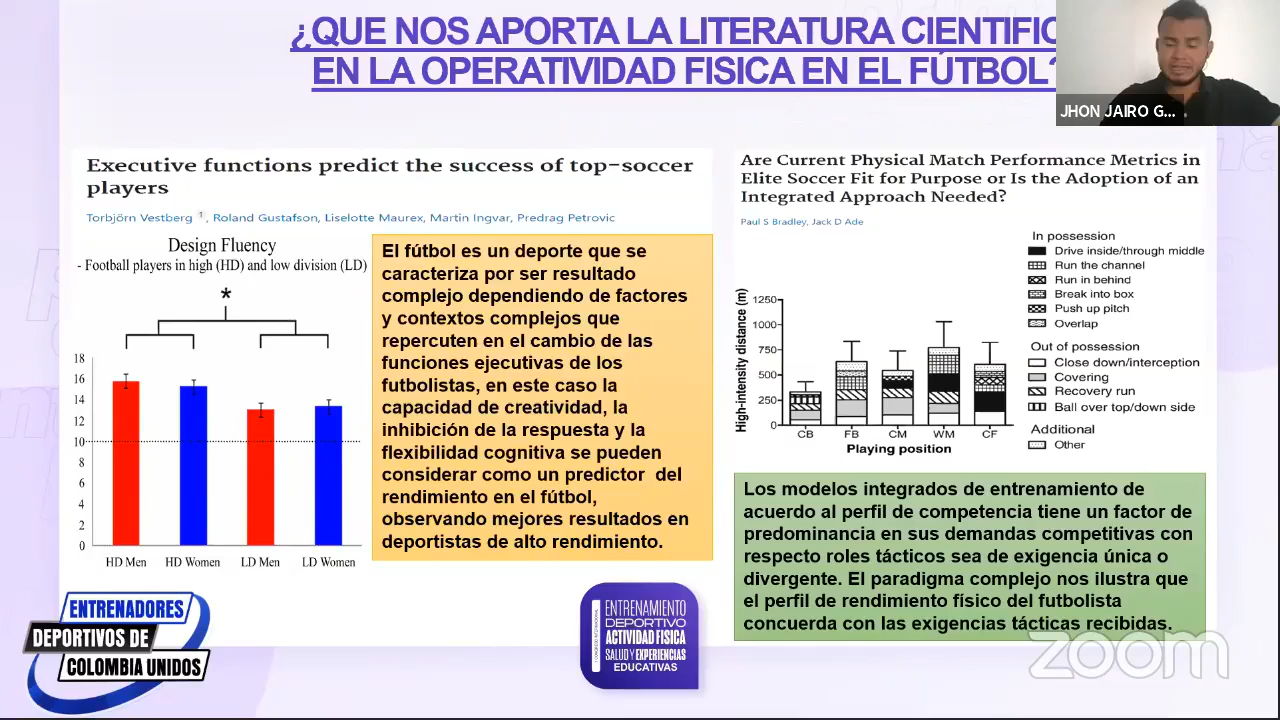 ¿QUE NOS APORTA LA LITERATURA CIENTIFIC
EN LA OPERATIVIDAD FISICA EN EL FÚTBOL?
JHON JAIRO G...
Executive functions predict the success of top-soccer
players
Torbjörn Vestberg 1, Roland Gustafson, Liselotte Maurex, Martin Ingvar, Predrag Petrovic
Design Fluency
- Football players in high (HD) and low division (LD)
*
18
16
14
12
10
8
6
4
2
0
HD Men HD Women LD Men LD Women
El fútbol es un deporte que se
caracteriza por ser resultado
complejo dependiendo de factores
y contextos complejos que
repercuten en el cambio de las
funciones ejecutivas de los
futbolistas, en este caso la
capacidad de creatividad, la
inhibición de la respuesta y la
flexibilidad cognitiva se pueden
considerar como un predictor del
rendimiento en el fútbol,
observando mejores resultados en
deportistas de alto rendimiento.
Are Current Physical Match Performance Metrics in
Elite Soccer Fit for Purpose or Is the Adoption of an
Integrated Approach Needed?
Paul S Bradley, Jack D Ade
High-intensity distance (m)
1250
1000
750
500
250
0
CB FB CM WM CF
Playing position
In possession
Drive inside/through middle
Run the channel
Run in behind
Break into box
Push up pitch
Overlap
Out of possession
Close down/interception
Covering
Recovery run
Ball over top/down side
Additional
Other
Los modelos integrados de entrenamiento de
acuerdo al perfil de competencia tiene un factor de
predominancia en sus demandas competitivas con
respecto roles tácticos sea de exigencia única o
divergente. El paradigma complejo nos ilustra que
el perfil de rendimiento físico del futbolista
concuerda con las exigencias tácticas recibidas.
ENTRENADORES
DEPORTIVOS DE
COLOMBIA UNIDOS
ENTRENAMIENTO
DEPORTIVO
ACTIVIDAD FISICA
SALUD Y EXPERIENCIAS
EDUCATIVAS
zoom